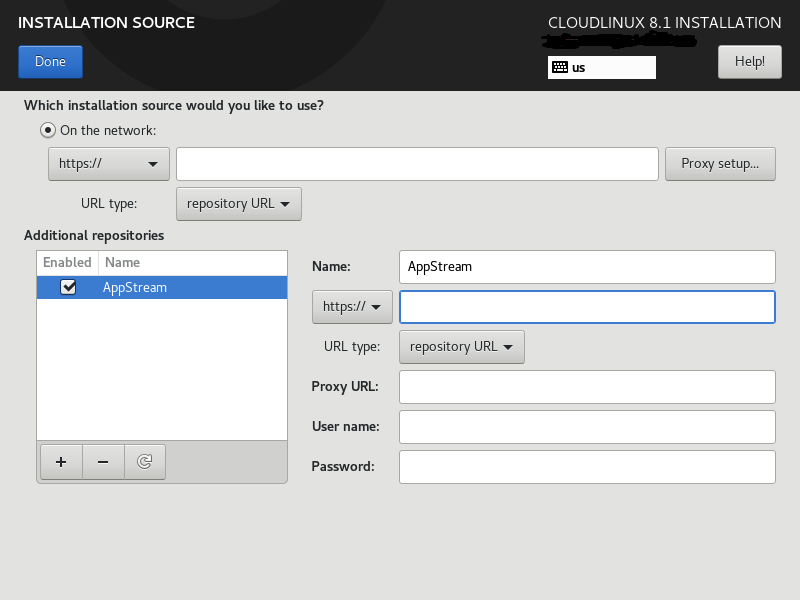 INSTALLATION SOURCE
CLOUDLINUX 8.1 INSTALLATION
Done
us
Help!
Which installation source would you like to use?
On the network:
https://
Proxy setup...
URL type:
repository URL
Additional repositories
Enabled Name
AppStream
Name:
AppStream
https://
URL type:
repository URL
Proxy URL:
User name:
Password: